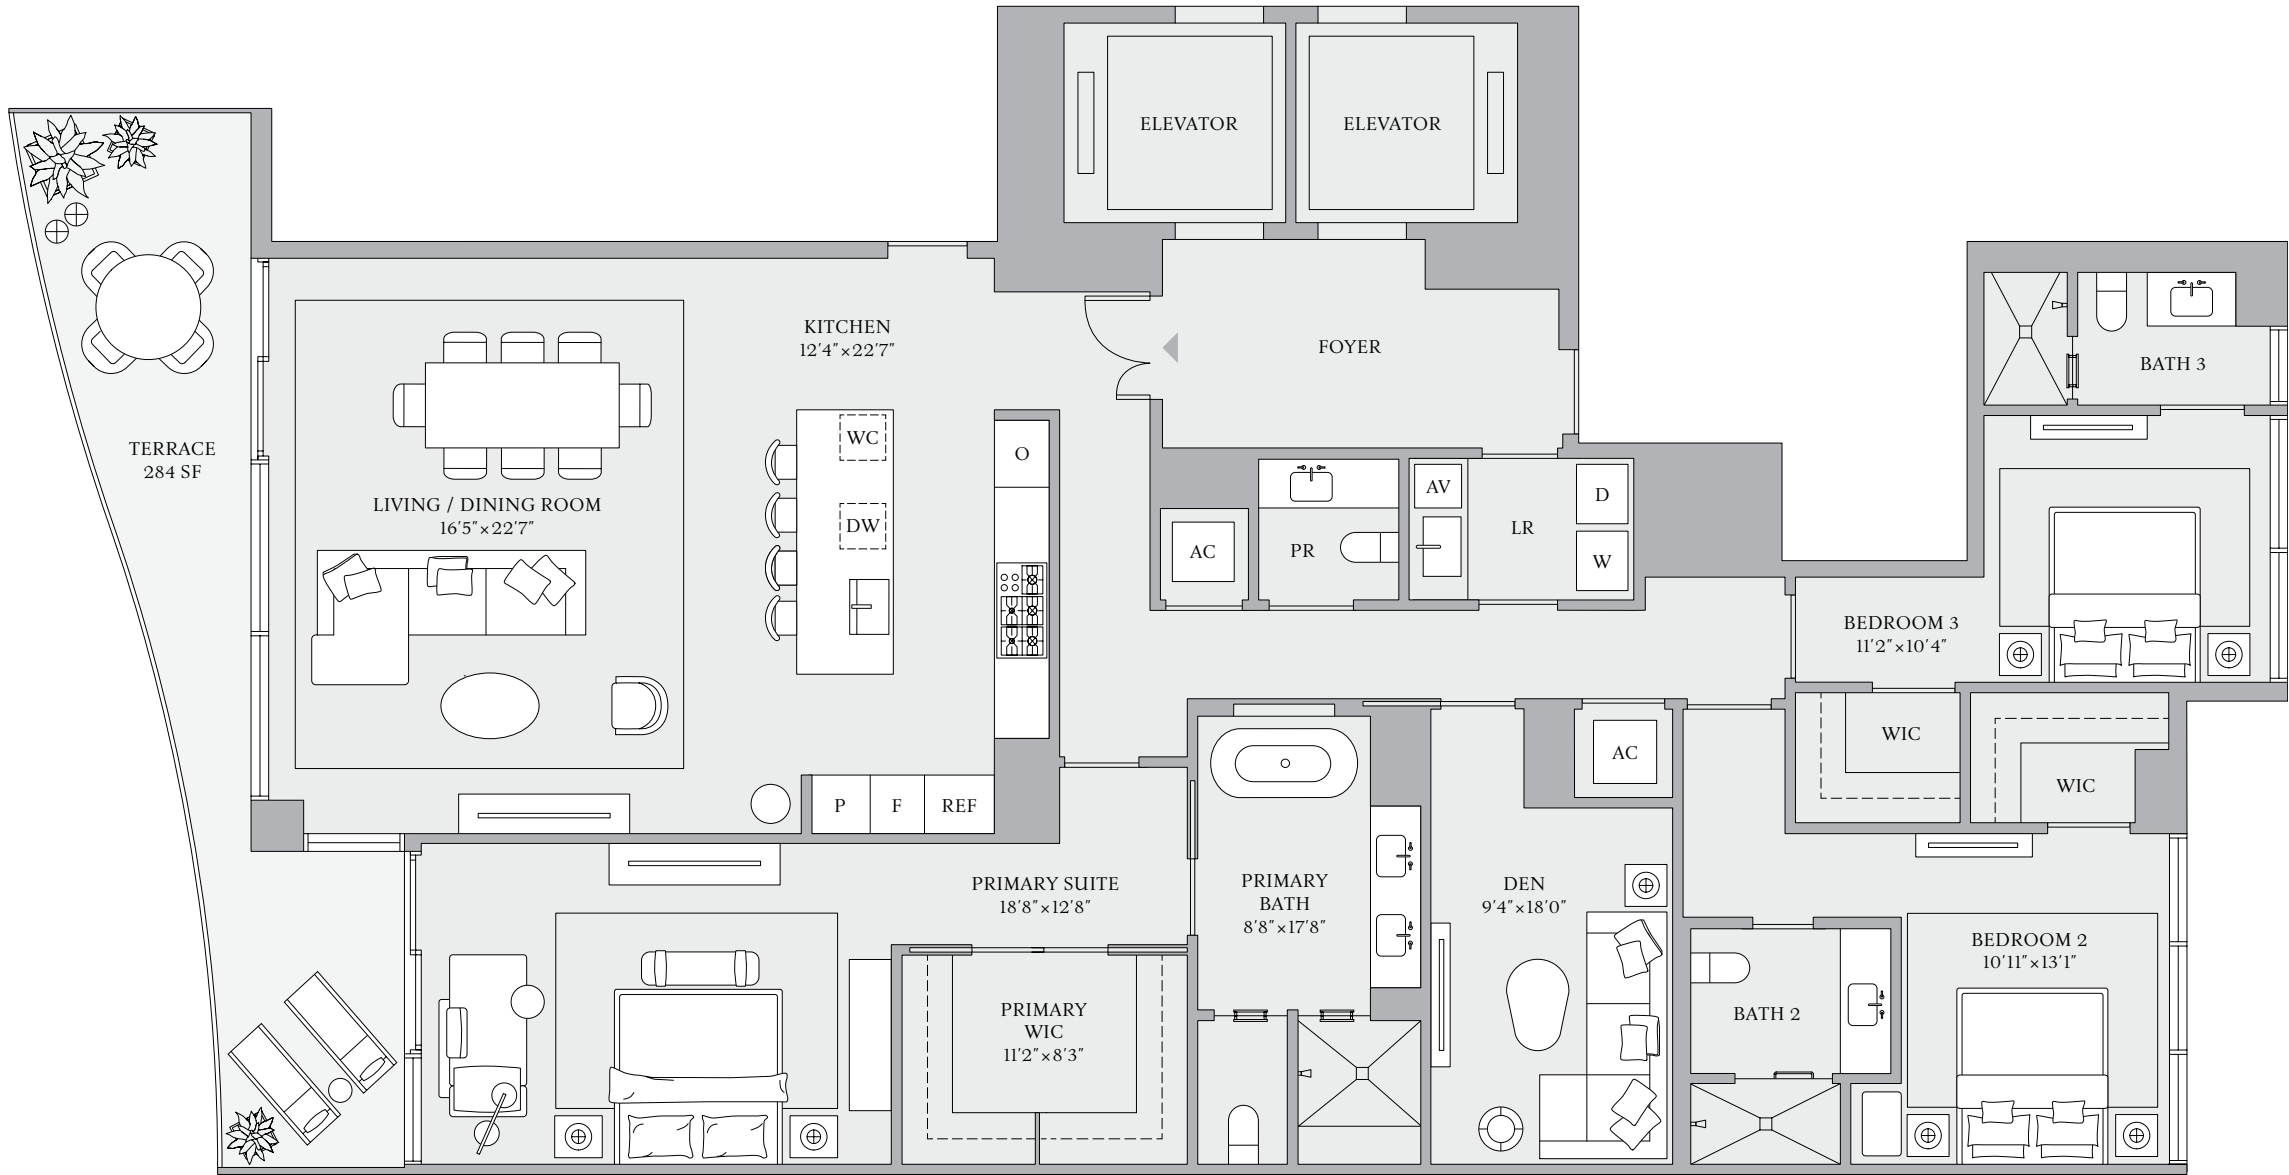 ELEVATOR
ELEVATOR
KITCHEN
12'4"×22'7"
FOYER
BATH 3
TERRACE
284 SF
WC
O
LIVING / DINING ROOM
16'5"×22'7"
DW
AC
PR
AV
LR
D
W
BEDROOM 3
11'2"×10'4"
WIC
WIC
AC
P
F
REF
PRIMARY SUITE
18'8"×12'8"
PRIMARY
BATH
8'8"×17'8"
DEN
9'4"×18'0"
BEDROOM 2
10'11"×13'1"
PRIMARY
WIC
11'2"×8'3"
BATH 2